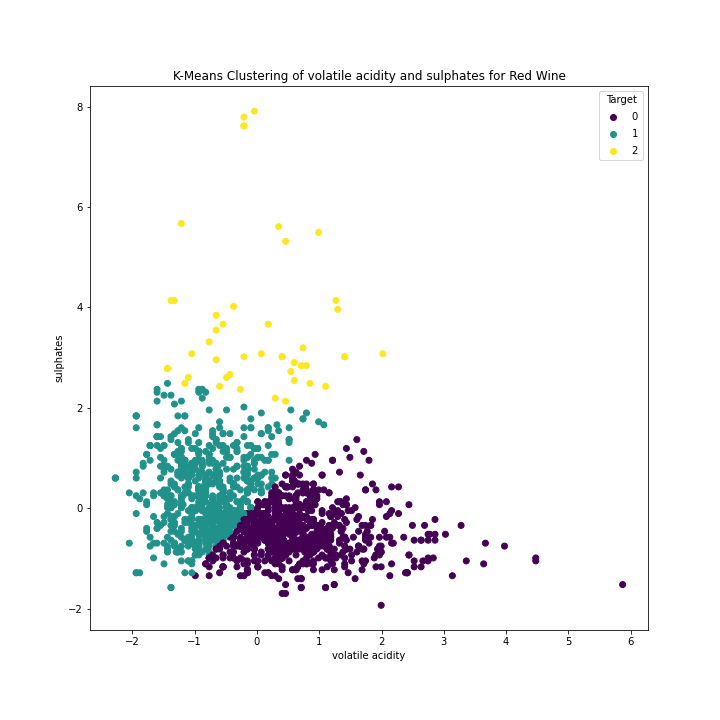 K-Means Clustering of volatile acidity and sulphates for Red Wine
Target
0
1
2
8
6
4
2
0
−2
sulphates
−2 −1 0 1 2 3 4 5 6
volatile acidity